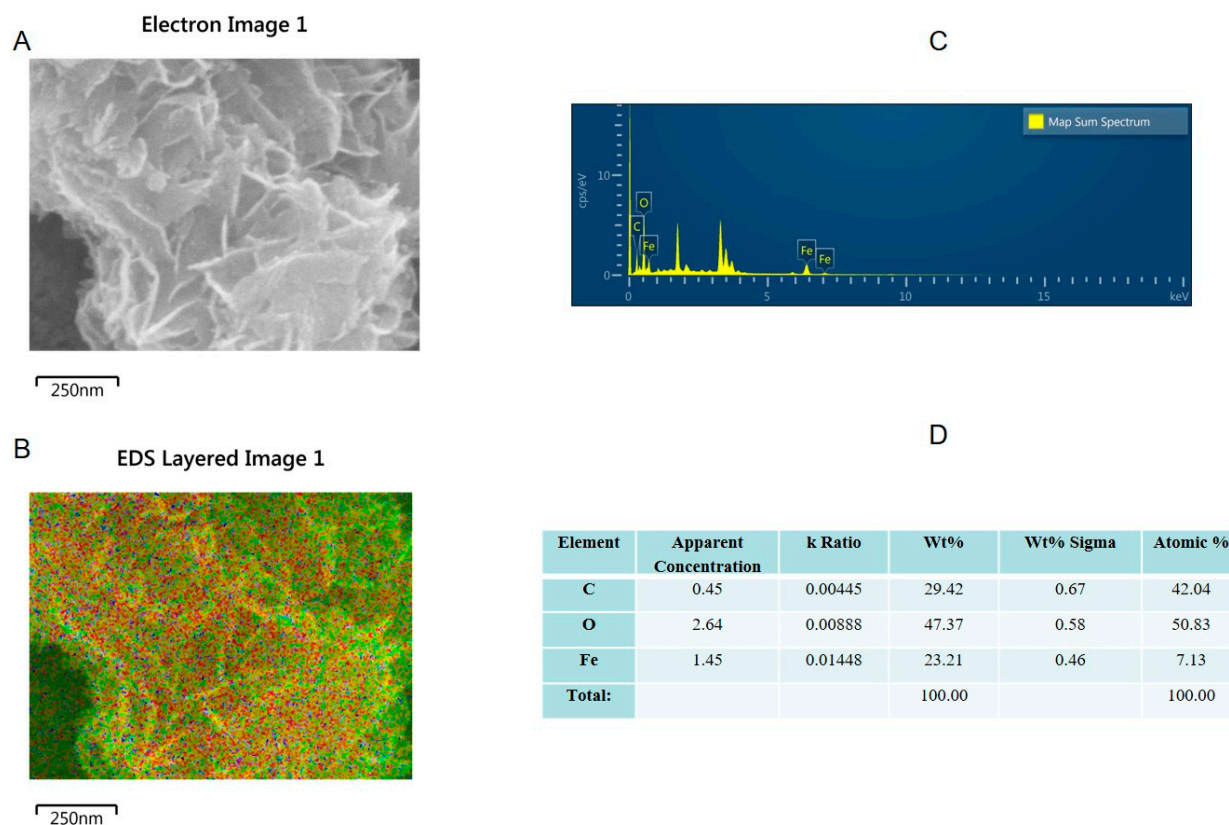 A
Electron Image 1
250nm
B
EDS Layered Image 1
250nm
C
Map Sum Spectrum
cps/eV
10
0
C
O
Fe
Fe
Fe
0
5
10
15
keV
D
Element Apparent Concentration k Ratio Wt% Wt% Sigma Atomic %
C 0.45 0.00445 29.42 0.67 42.04
O 2.64 0.00888 47.37 0.58 50.83
Fe 1.45 0.01448 23.21 0.46 7.13
Total: 100.00 100.00